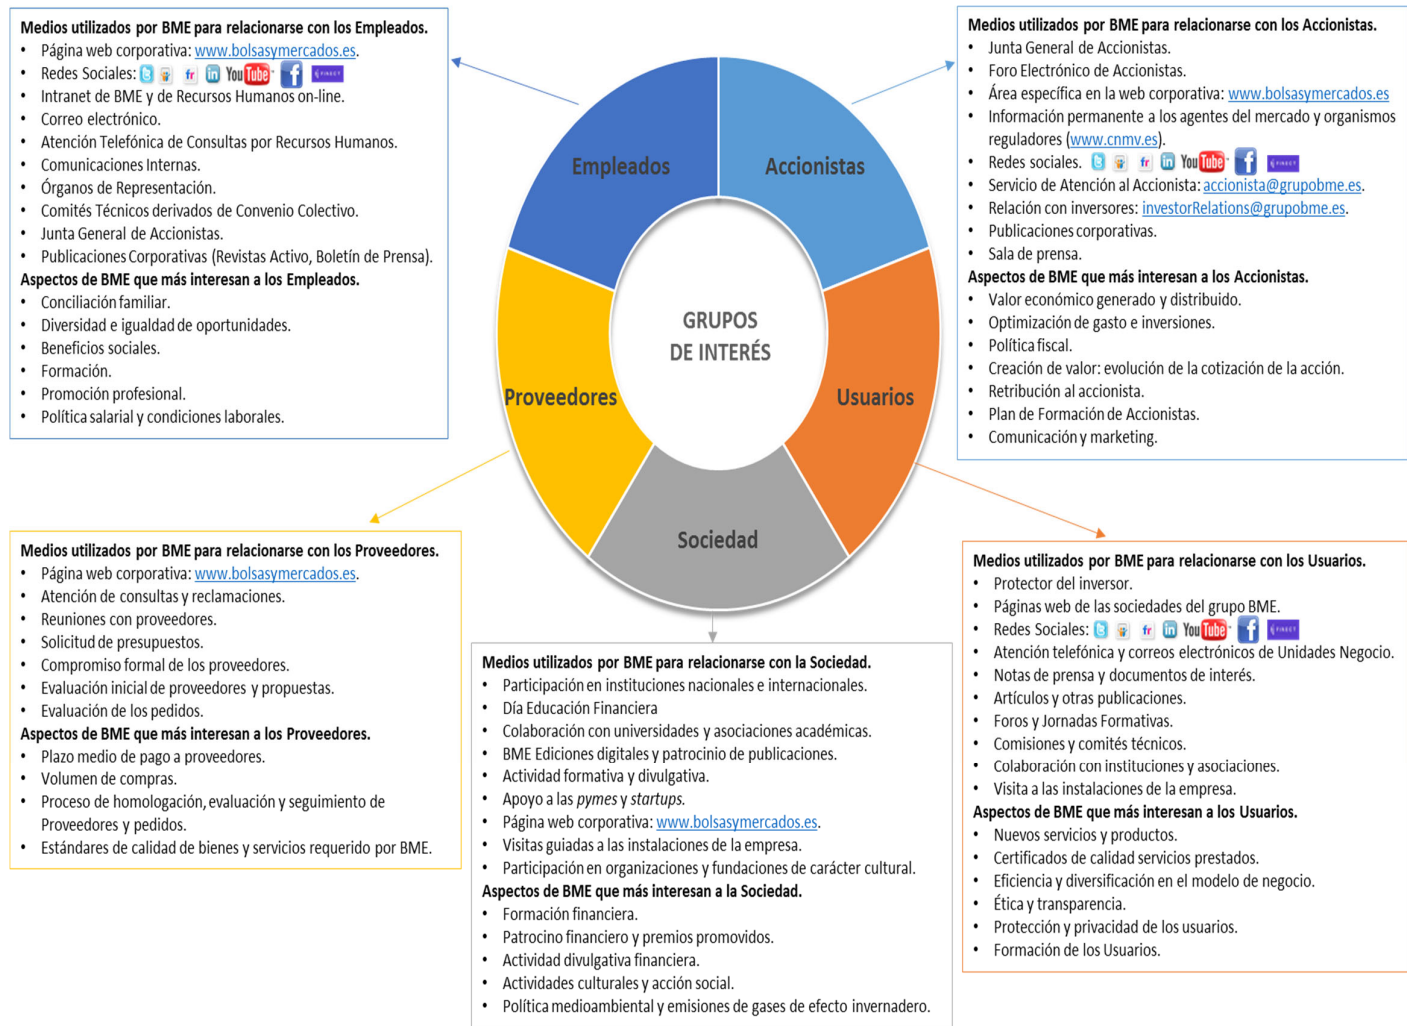 Medios utilizados por BME para relacionarse con los Empleados.
• Página web corporativa: www.bolsasymercados.es.
• Redes Sociales: fr in YouTube f FINECT
• Intranet de BME y de Recursos Humanos on-line.
• Correo electrónico.
• Atención Telefónica de Consultas por Recursos Humanos.
• Comunicaciones Internas.
• Órganos de Representación.
• Comités Técnicos derivados de Convenio Colectivo.
• Junta General de Accionistas.
• Publicaciones Corporativas (Revistas Activo, Boletín de Prensa).
Aspectos de BME que más interesan a los Empleados.
• Conciliación familiar.
• Diversidad e igualdad de oportunidades.
• Beneficios sociales.
• Formación.
• Promoción profesional.
• Política salarial y condiciones laborales.
Medios utilizados por BME para relacionarse con los Accionistas.
• Junta General de Accionistas.
• Foro Electrónico de Accionistas.
• Área específica en la web corporativa: www.bolsasymercados.es
• Información permanente a los agentes del mercado y organismos
reguladores (www.cnmv.es).
• Redes sociales. fr in YouTube f FINECT
• Servicio de Atención al Accionista: accionista@grupobme.es.
• Relación con inversores: investorRelations@grupobme.es.
• Publicaciones corporativas.
• Sala de prensa.
Aspectos de BME que más interesan a los Accionistas.
• Valor económico generado y distribuido.
• Optimización de gasto e inversiones.
• Política fiscal.
• Creación de valor: evolución de la cotización de la acción.
• Retribución al accionista.
• Plan de Formación de Accionistas.
• Comunicación y marketing.
Empleados
Accionistas
GRUPOS
DE INTERÉS
Proveedores
Usuarios
Sociedad
Medios utilizados por BME para relacionarse con los Proveedores.
• Página web corporativa: www.bolsasymercados.es.
• Atención de consultas y reclamaciones.
• Reuniones con proveedores.
• Solicitud de presupuestos.
• Compromiso formal de los proveedores.
• Evaluación inicial de proveedores y propuestas.
• Evaluación de los pedidos.
Aspectos de BME que más interesan a los Proveedores.
• Plazo medio de pago a proveedores.
• Volumen de compras.
• Proceso de homologación, evaluación y seguimiento de
Proveedores y pedidos.
• Estándares de calidad de bienes y servicios requerido por BME.
Medios utilizados por BME para relacionarse con la Sociedad.
• Participación en instituciones nacionales e internacionales.
• Día Educación Financiera
• Colaboración con universidades y asociaciones académicas.
• BME Ediciones digitales y patrocinio de publicaciones.
• Actividad formativa y divulgativa.
• Apoyo a las pymes y startups.
• Página web corporativa: www.bolsasymercados.es.
• Visitas guiadas a las instalaciones de la empresa.
• Participación en organizaciones y fundaciones de carácter cultural.
Aspectos de BME que más interesan a la Sociedad.
• Formación financiera.
• Patrocino financiero y premios promovidos.
• Actividad divulgativa financiera.
• Actividades culturales y acción social.
• Política medioambiental y emisiones de gases de efecto invernadero.
Medios utilizados por BME para relacionarse con los Usuarios.
• Protector del inversor.
• Páginas web de las sociedades del grupo BME.
• Redes Sociales: fr in YouTube f FINECT
• Atención telefónica y correos electrónicos de Unidades Negocio.
• Notas de prensa y documentos de interés.
• Artículos y otras publicaciones.
• Foros y Jornadas Formativas.
• Comisiones y comités técnicos.
• Colaboración con instituciones y asociaciones.
• Visita a las instalaciones de la empresa.
Aspectos de BME que más interesan a los Usuarios.
• Nuevos servicios y productos.
• Certificados de calidad servicios prestados.
• Eficiencia y diversificación en el modelo de negocio.
• Ética y transparencia.
• Protección y privacidad de los usuarios.
• Formación de los Usuarios.